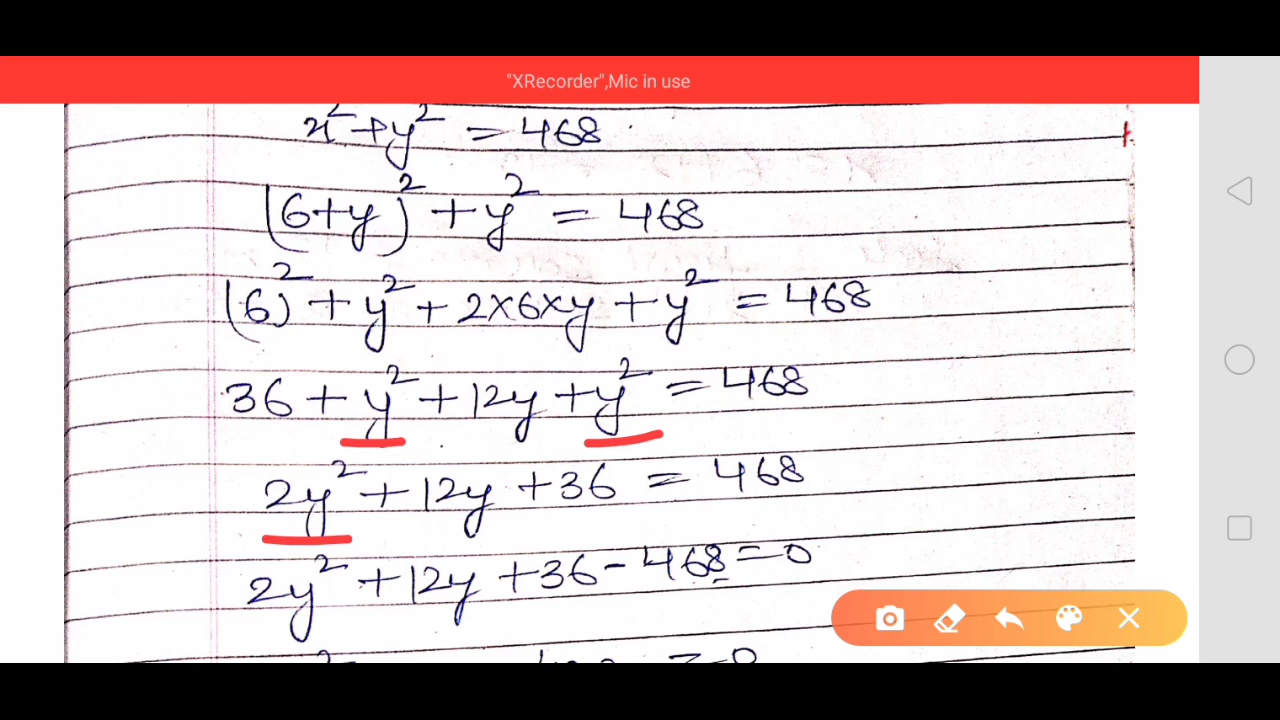 "XRecorder",Mic in use
x² + y² = 468
(6+y)² + y² = 468
(6)² + y² + 2×6×y + y² = 468
36 + y² + 12y + y² = 468
2y² + 12y + 36 = 468
2y² + 12y + 36 - 468 = 0